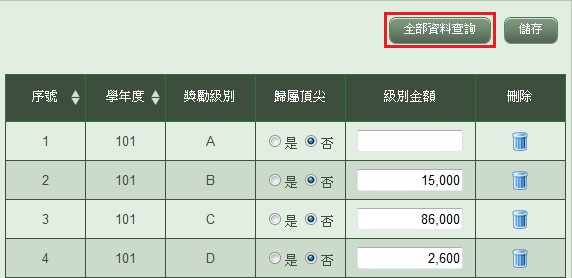 全部資料查詢 儲存
序號 學年度 獎勵級別 歸屬頂尖 級別金額 刪除
1 101 A 是 否
2 101 B 是 否 15,000
3 101 C 是 否 86,000
4 101 D 是 否 2,600